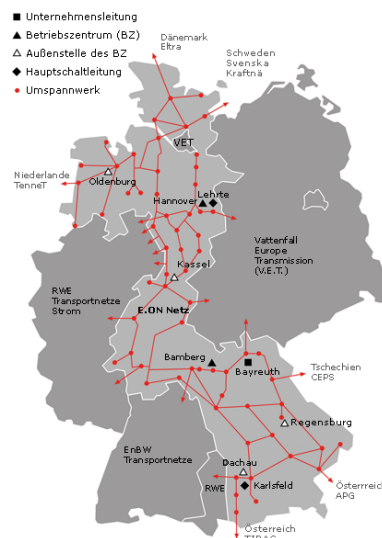 Unternehmensleitung
Betriebszentrum (BZ)
Außenstelle des BZ
Hauptschaltleitung
Umspannwerk
Dänemark
Eltra
Schweden
Svenska
Kraftnä
VET
Niederlande
TenneT
Oldenburg
Lehrte
Hannover
Vattenfall
Europe
Transmission
(V.E.T.)
Kassel
RWE
Transportnetze
Strom
E.ON Netz
Bamberg
Bayreuth
Tschechien
CEPS
Regensburg
EnBW
Transportnetze
Dachau
RWE
Karlsfeld
Österrreich
APG
Österreich